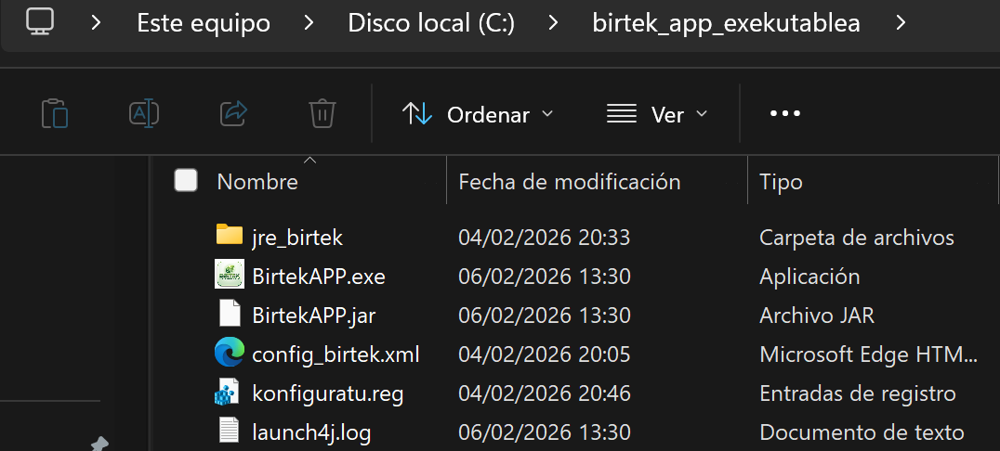 Este equipo > Disco local (C:) > birtek_app_exekutablea >
Ordenar Ver
Nombre Fecha de modificación Tipo
jre_birtek 04/02/2026 20:33 Carpeta de archivos
BirtekAPP.exe 06/02/2026 13:30 Aplicación
BirtekAPP.jar 06/02/2026 13:30 Archivo JAR
config_birtek.xml 04/02/2026 20:05 Microsoft Edge HTM...
konfiguratu.reg 04/02/2026 20:46 Entradas de registro
launch4j.log 06/02/2026 13:30 Documento de texto